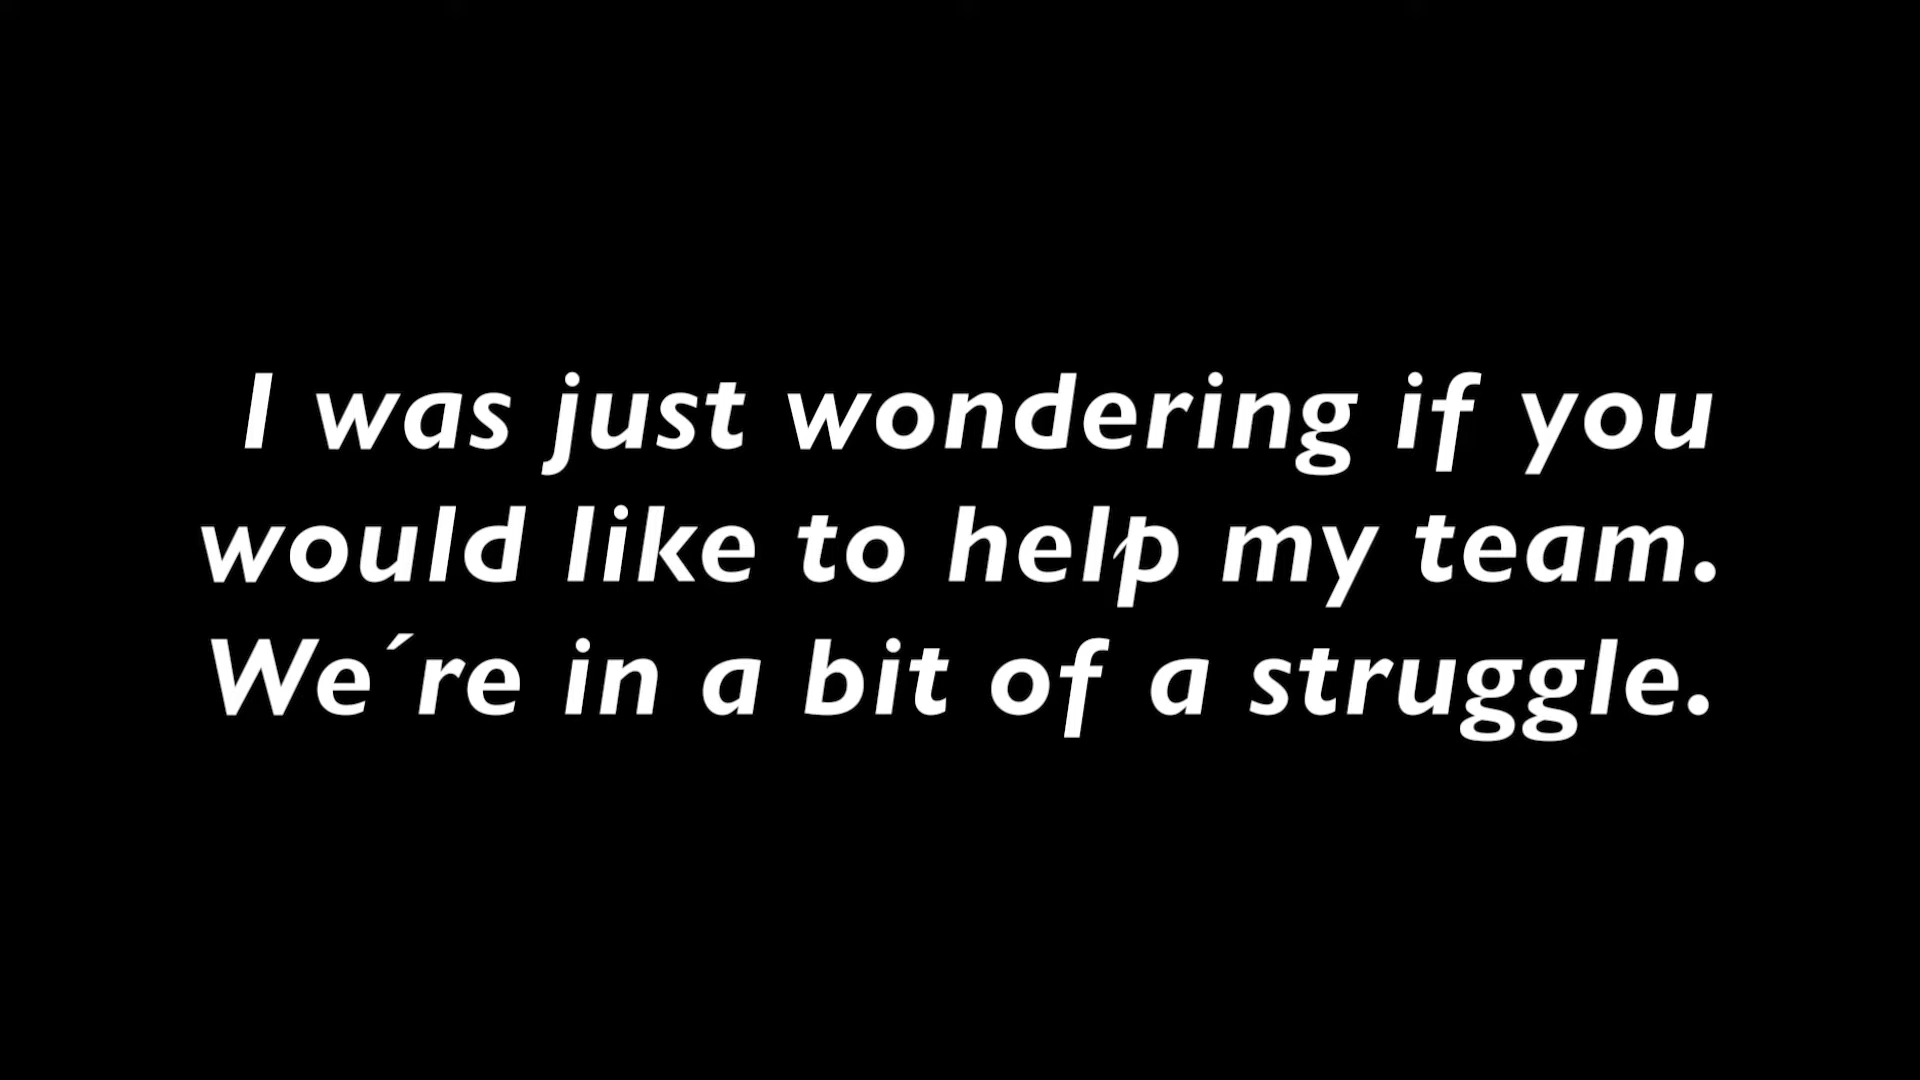 I was just wondering if you
would like to help my team.
We´re in a bit of a struggle.